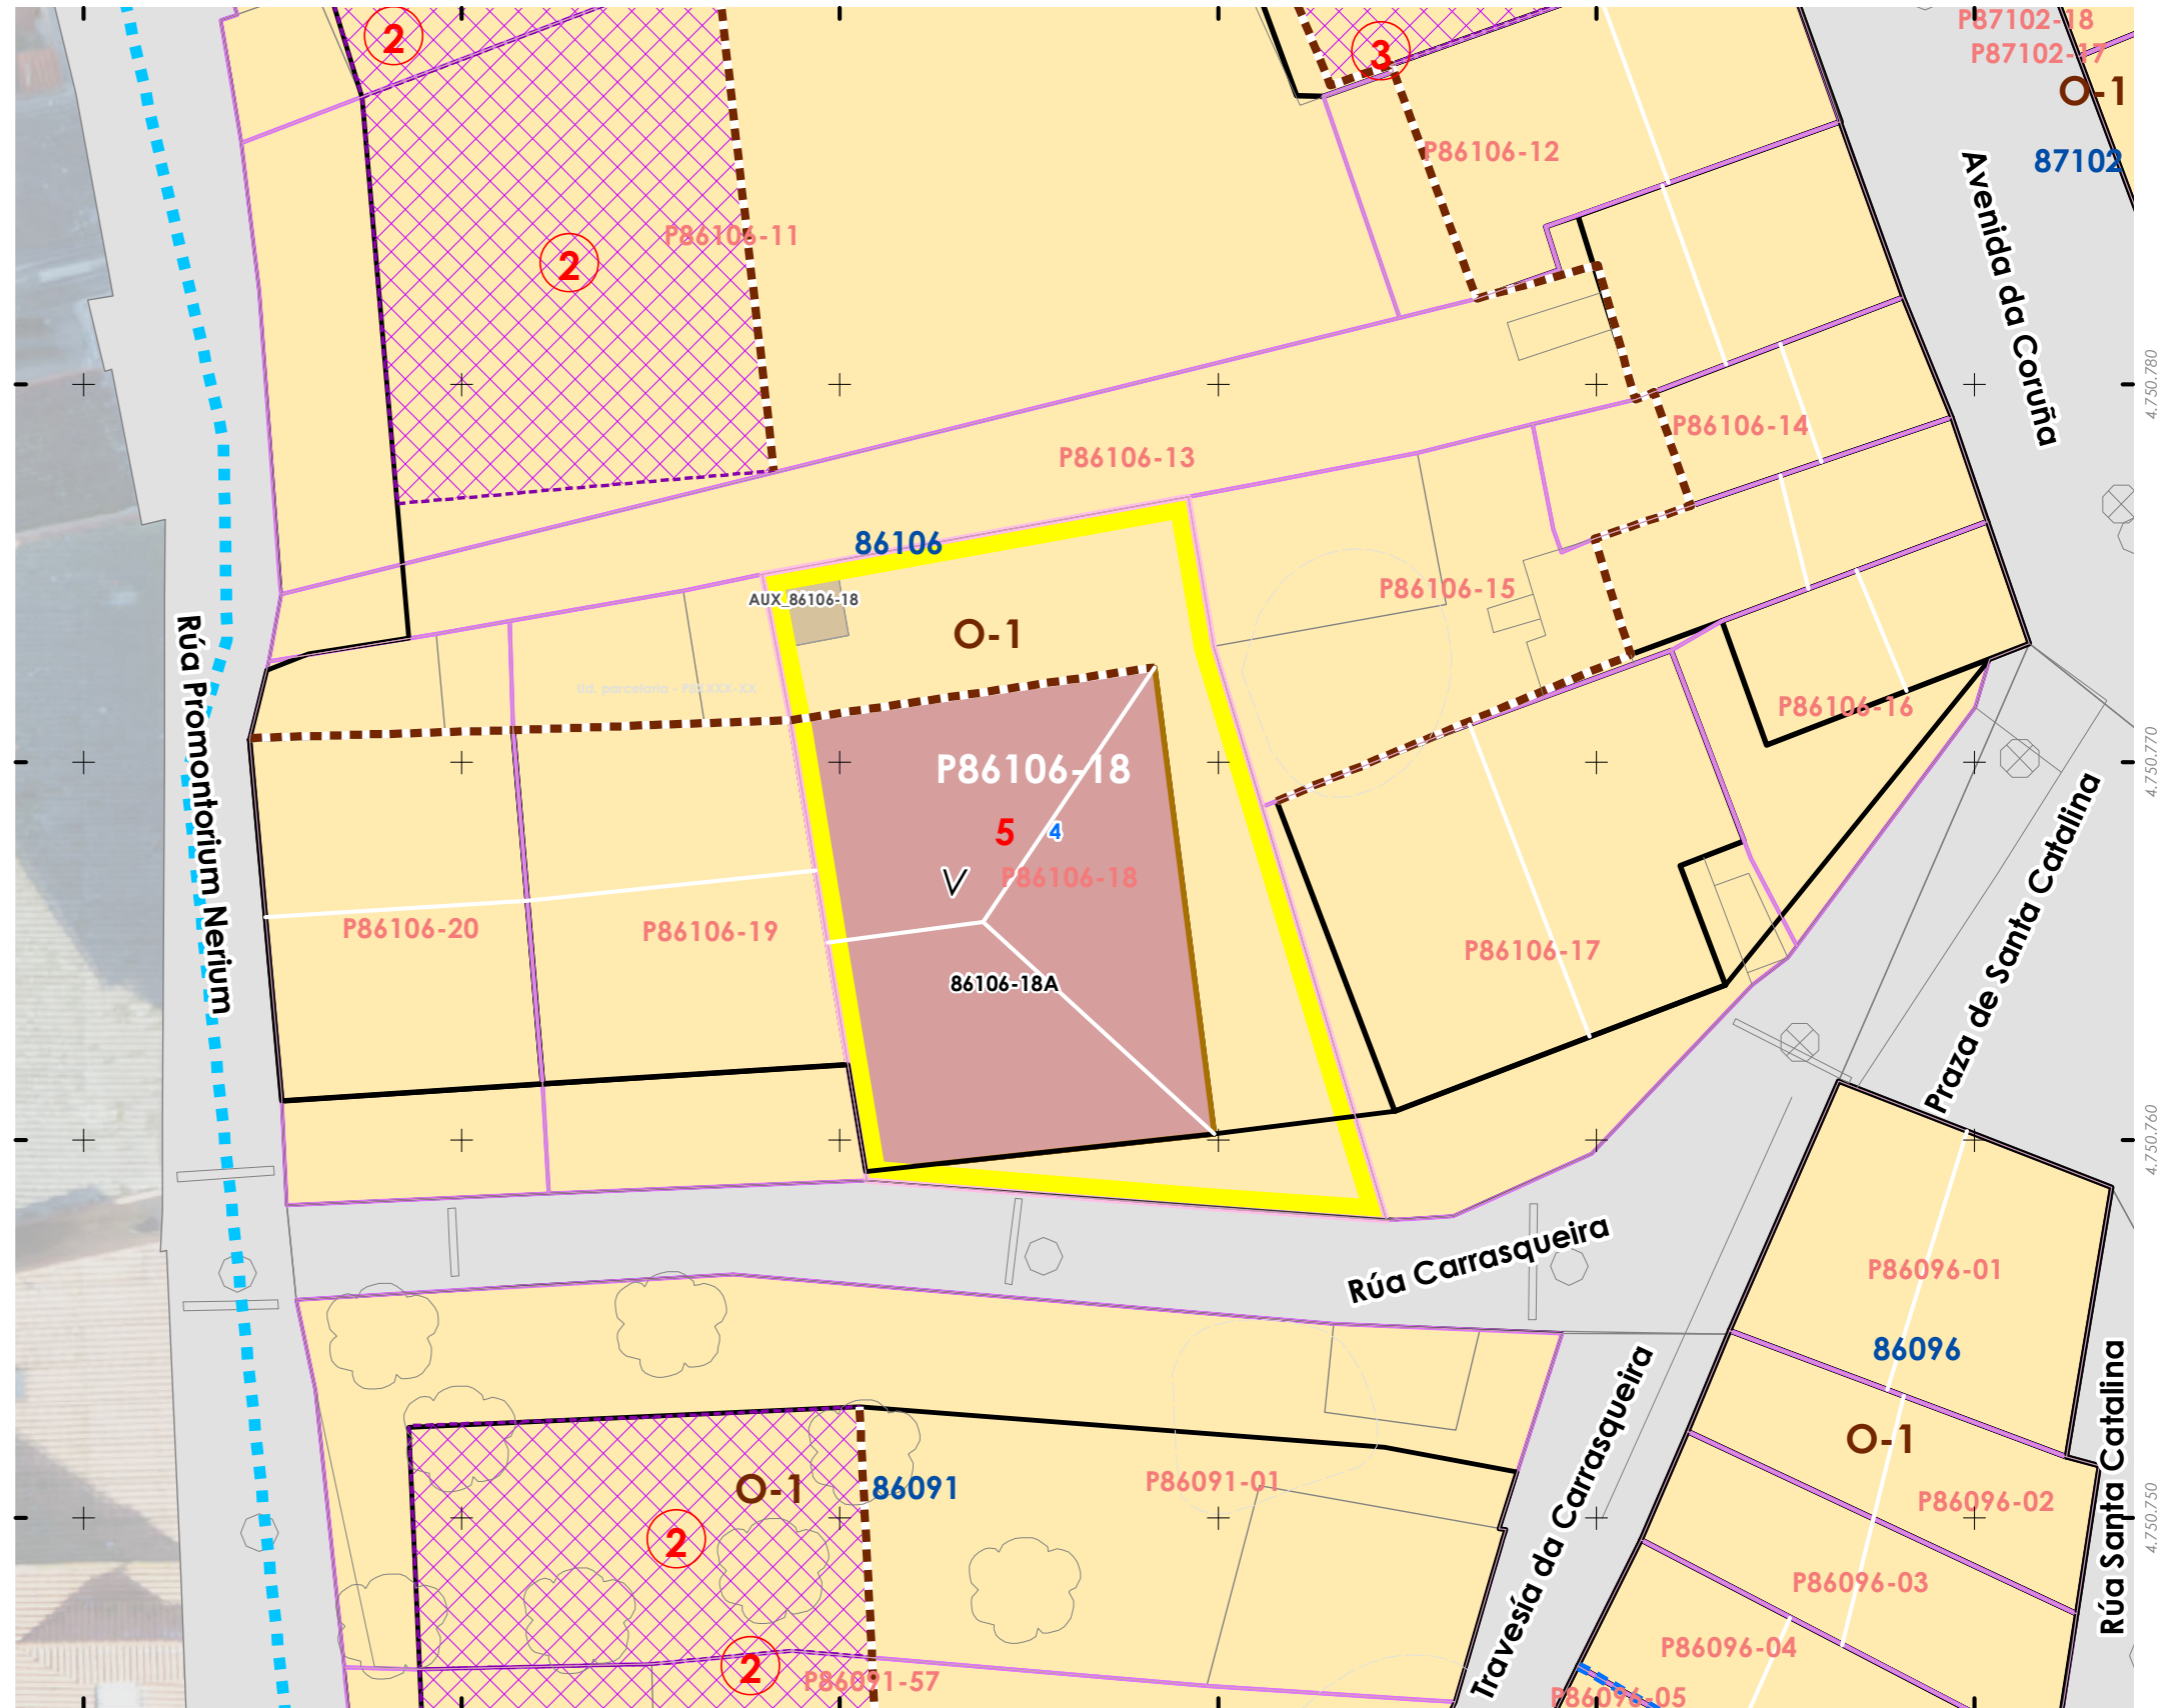 2
3
P87102-18
P87102-17
O-1
87102
P86106-12
Avenida da Coruña
P86106-11
2
4.750.780
P86106-14
P86106-13
86106
P86106-15
AUX_86106-18
O-1
Rúa Promontorium Nerium
Ud. parcelaria - P86XXX-XX
P86106-16
4.750.770
P86106-18
5
4
V
P86106-18
Praza de Santa Catalina
P86106-20
P86106-19
P86106-17
86106-18A
4.750.760
Rúa Carrasqueira
P86096-01
86096
O-1
Rúa Santa Catalina
Travesía da Carrasqueira
O-1
86091
P86091-01
P86096-02
4.750.750
2
P86096-03
P86096-04
2
P86091-57
P86096-05